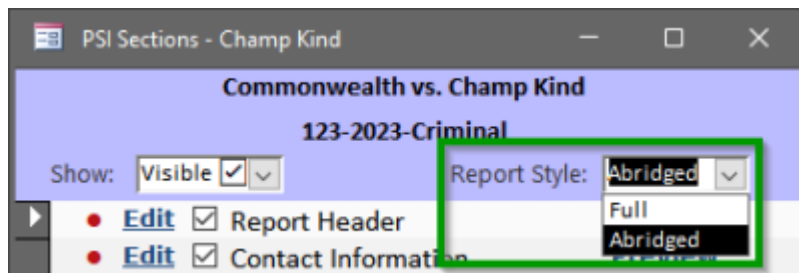 PSI Sections - Champ Kind
Commonwealth vs. Champ Kind
123-2023-Criminal
Show: Visible Report Style: Abridged
Full
Abridged
Edit Report Header
Edit Contact Information